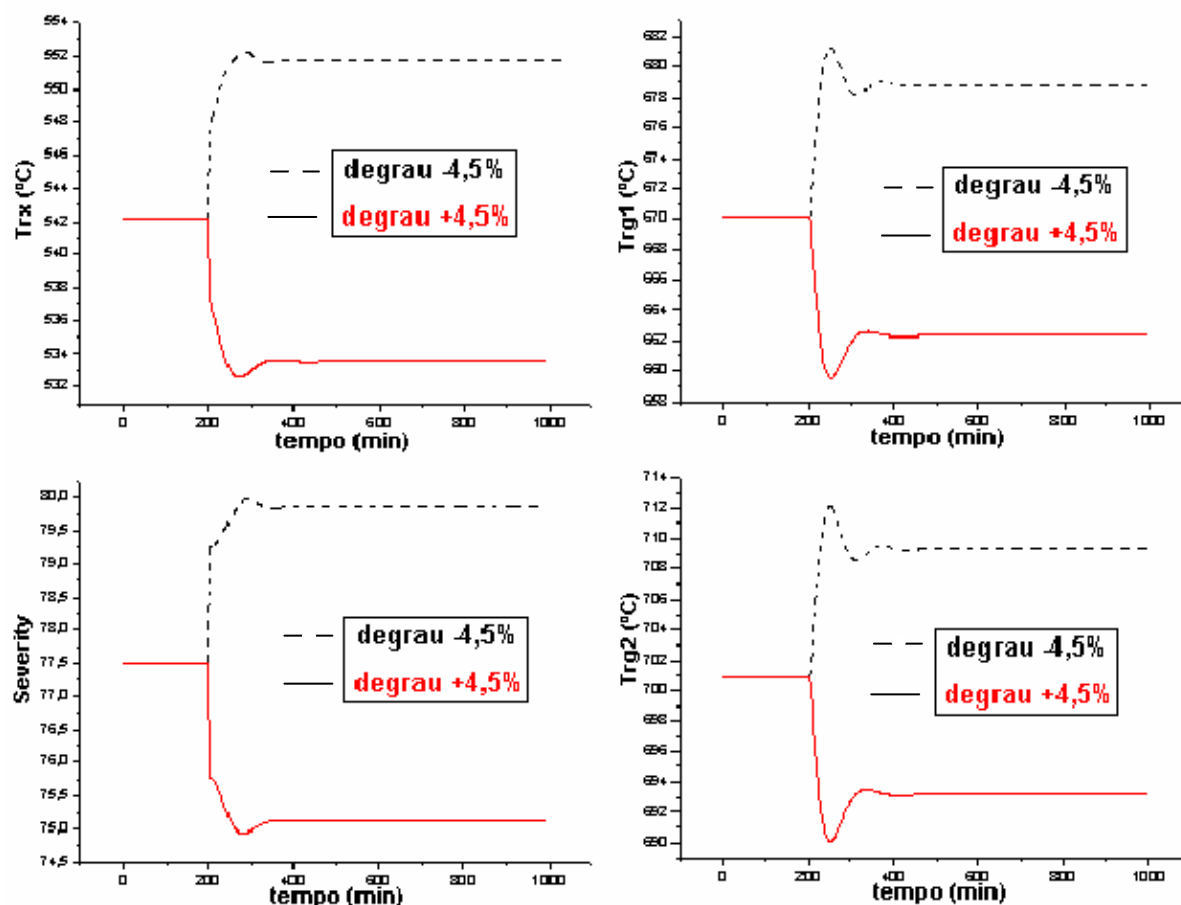 554
552
550
548
546
544
542
540
538
536
534
532
Trx (ºC)
degrau -4,5%
degrau +4,5%
0 200 400 600 800 1000
tempo (min)
682
680
678
676
674
672
670
668
666
664
662
660
658
Trg1 (ºC)
degrau -4,5%
degrau +4,5%
0 200 400 600 800 1000
tempo (min)
80,0
79,5
79,0
78,5
78,0
77,5
77,0
76,5
76,0
75,5
75,0
74,5
Severity
degrau -4,5%
degrau +4,5%
0 200 400 600 800 1000
tempo (min)
714
712
710
708
706
704
702
700
698
696
694
692
690
Trg2 (ºC)
degrau -4,5%
degrau +4,5%
0 200 400 600 800 1000
tempo (min)